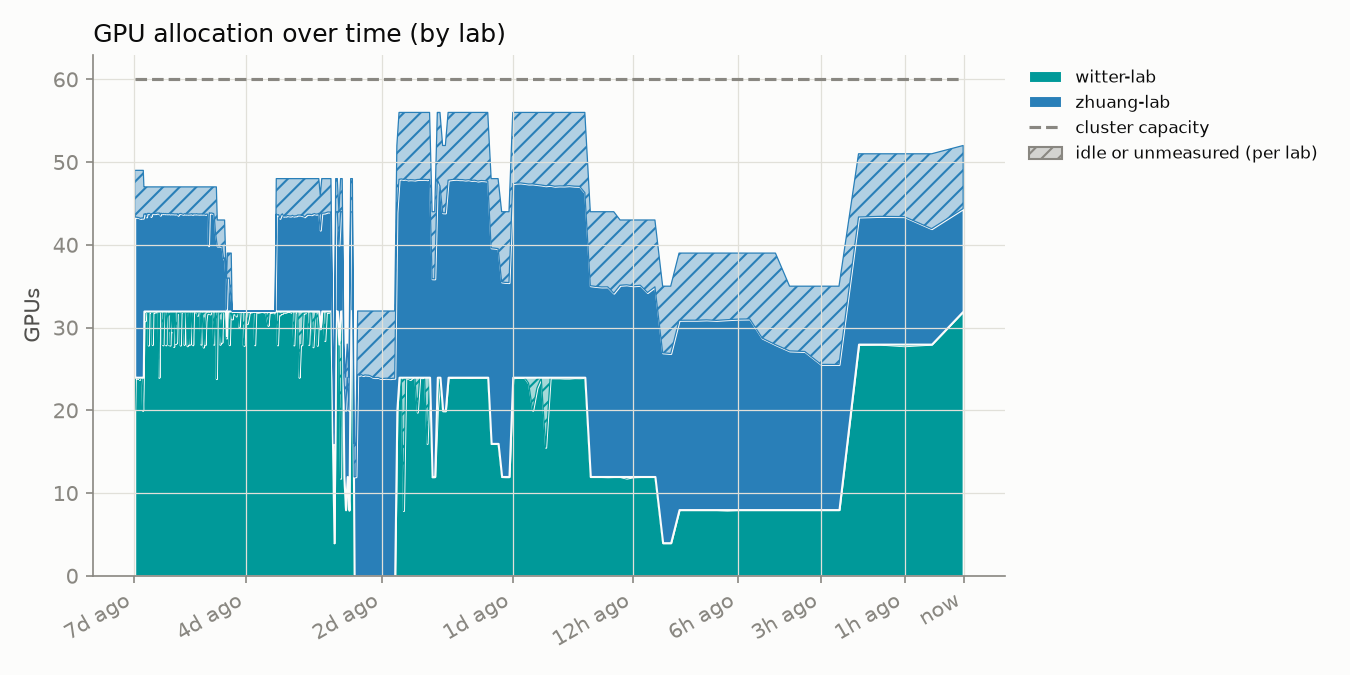 GPU allocation over time (by lab)
GPUs
60
50
40
30
20
10
0
7d ago
4d ago
2d ago
1d ago
12h ago
6h ago
3h ago
1h ago
now
witter-lab
zhuang-lab
cluster capacity
idle or unmeasured (per lab)